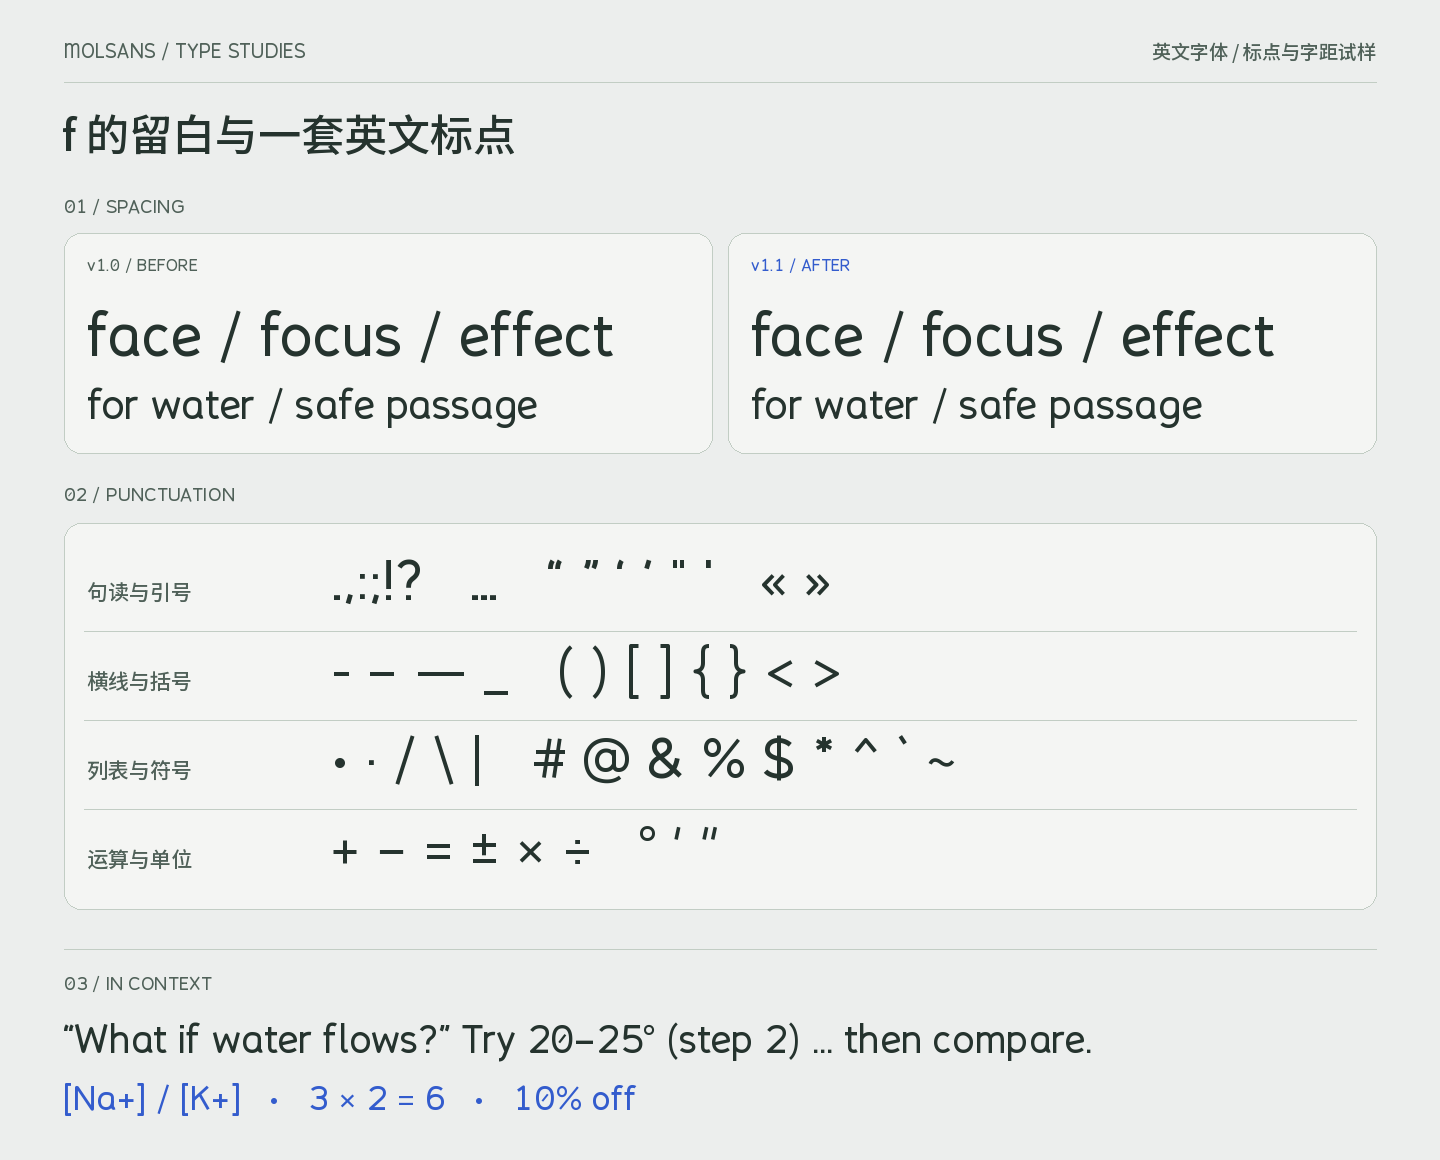 MOLSANS / TYPE STUDIES
英文字体 / 标点与字距试样
f 的留白与一套英文标点
01 / SPACING
v1.0 / BEFORE
face / focus / effect
for water / safe passage
v1.1 / AFTER
face / focus / effect
for water / safe passage
02 / PUNCTUATION
句读与引号 .,:;!? … “ ” ‘ ’ " ' « »
横线与括号 - – — _ ( ) [ ] { } < >
列表与符号 • · / \ | # @ & % $ * ^ ` ~
运算与单位 + − = ± × ÷ ° ′ ″
03 / IN CONTEXT
“What if water flows?” Try 20–25° (step 2) … then compare.
[Na+] / [K+] • 3 × 2 = 6 • 10% off